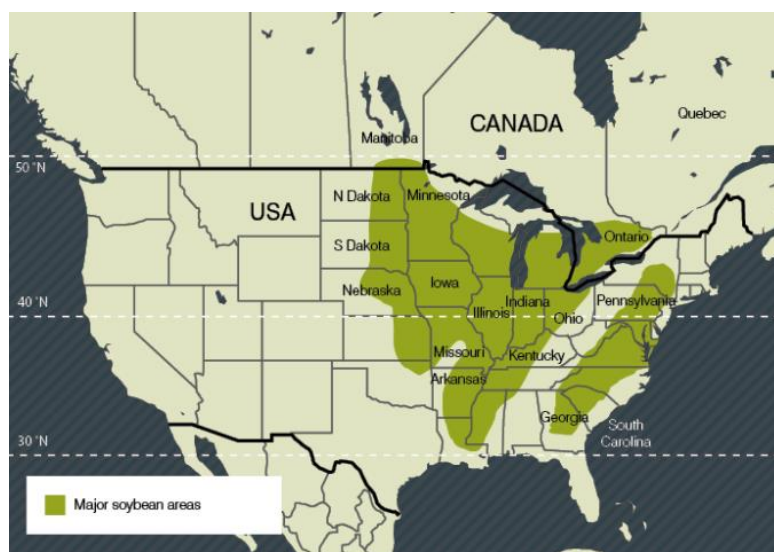 Quebec
CANADA
Manitoba
50 °N
N Dakota
Minnesota
USA
Ontario
S Dakota
Iowa
Nebraska
Indiana
Pennsylvania
Illinois
40 °N
Ohio
Missouri
Kentucky
Arkansas
Georgia
South
Carolina
30 °N
Major soybean areas